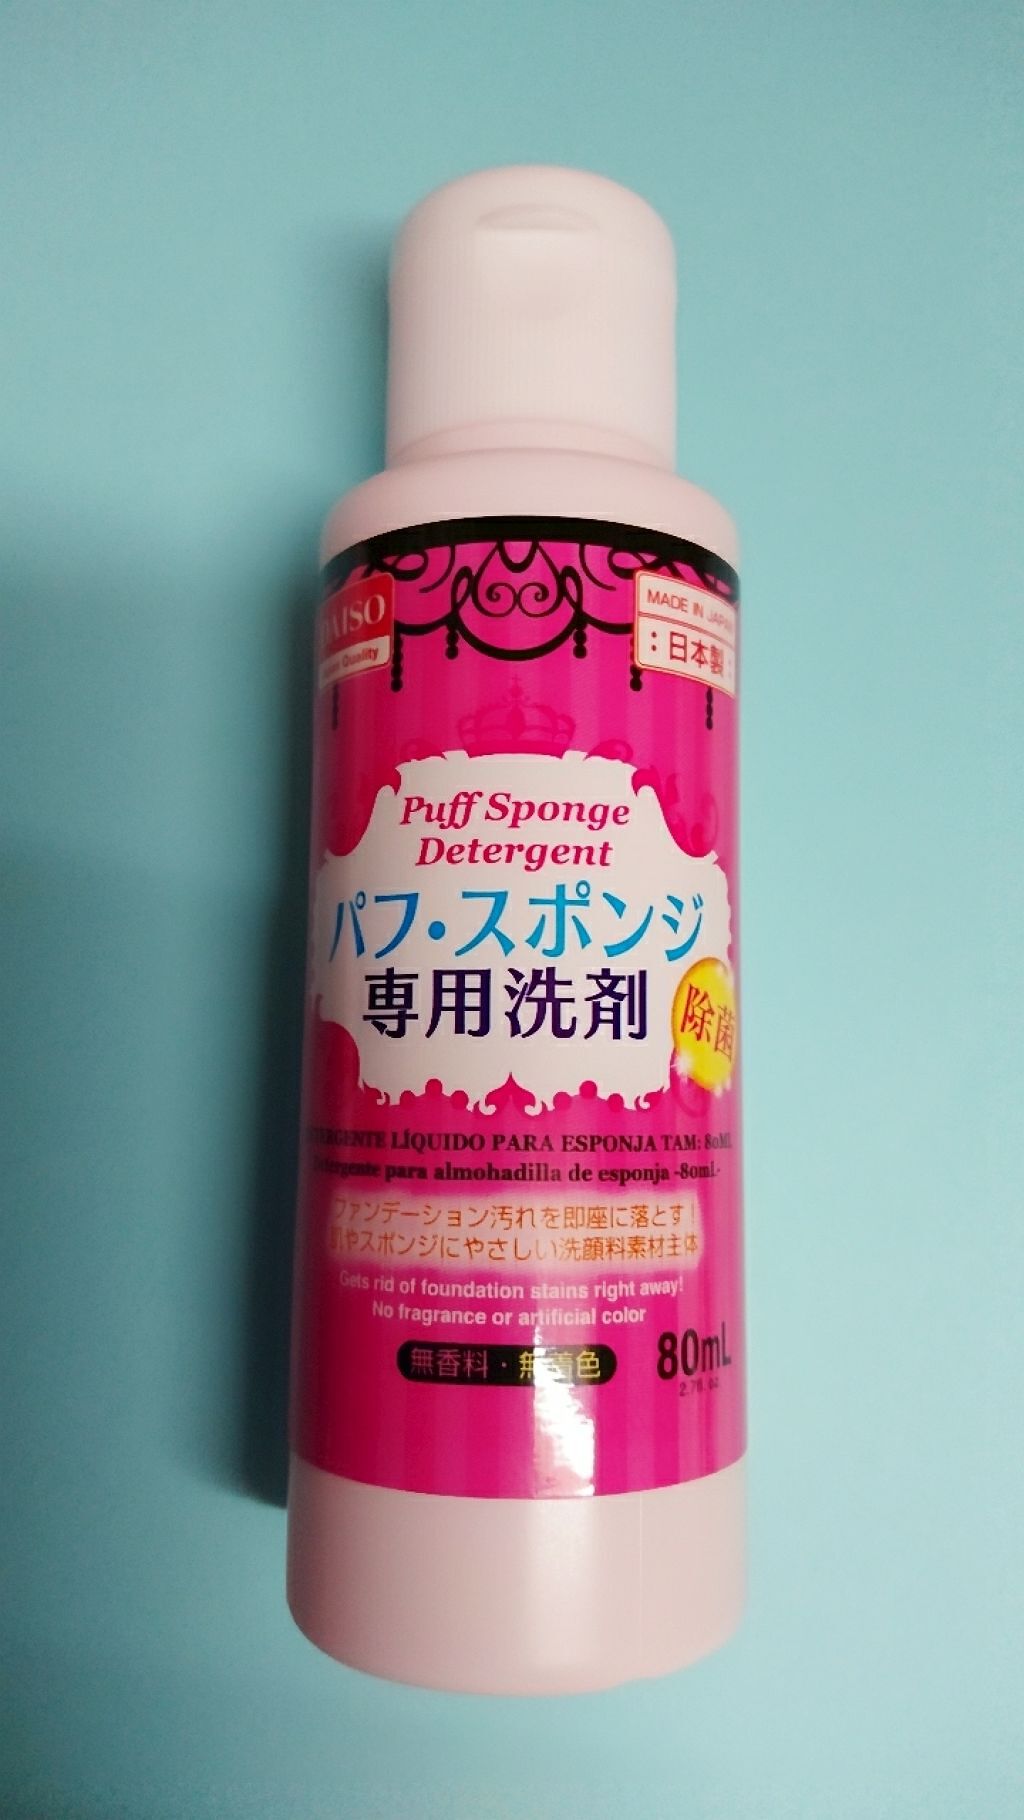 DAISO
Quality
MADE IN JAPAN
:日本製:
Puff Sponge
Detergent
パフ・スポンジ
専用洗剤
除菌
DETERGENTE LÍQUIDO PARA ESPONJA TAM: 80ML
Detergente para almohadilla de esponja -80mL-
ファンデーション汚れを即座に落とす!
肌やスポンジにやさしい洗顔料素材主体
Gets rid of foundation stains right away!
No fragrance or artificial color
無香料・無着色
80mL
2.7fl. oz.